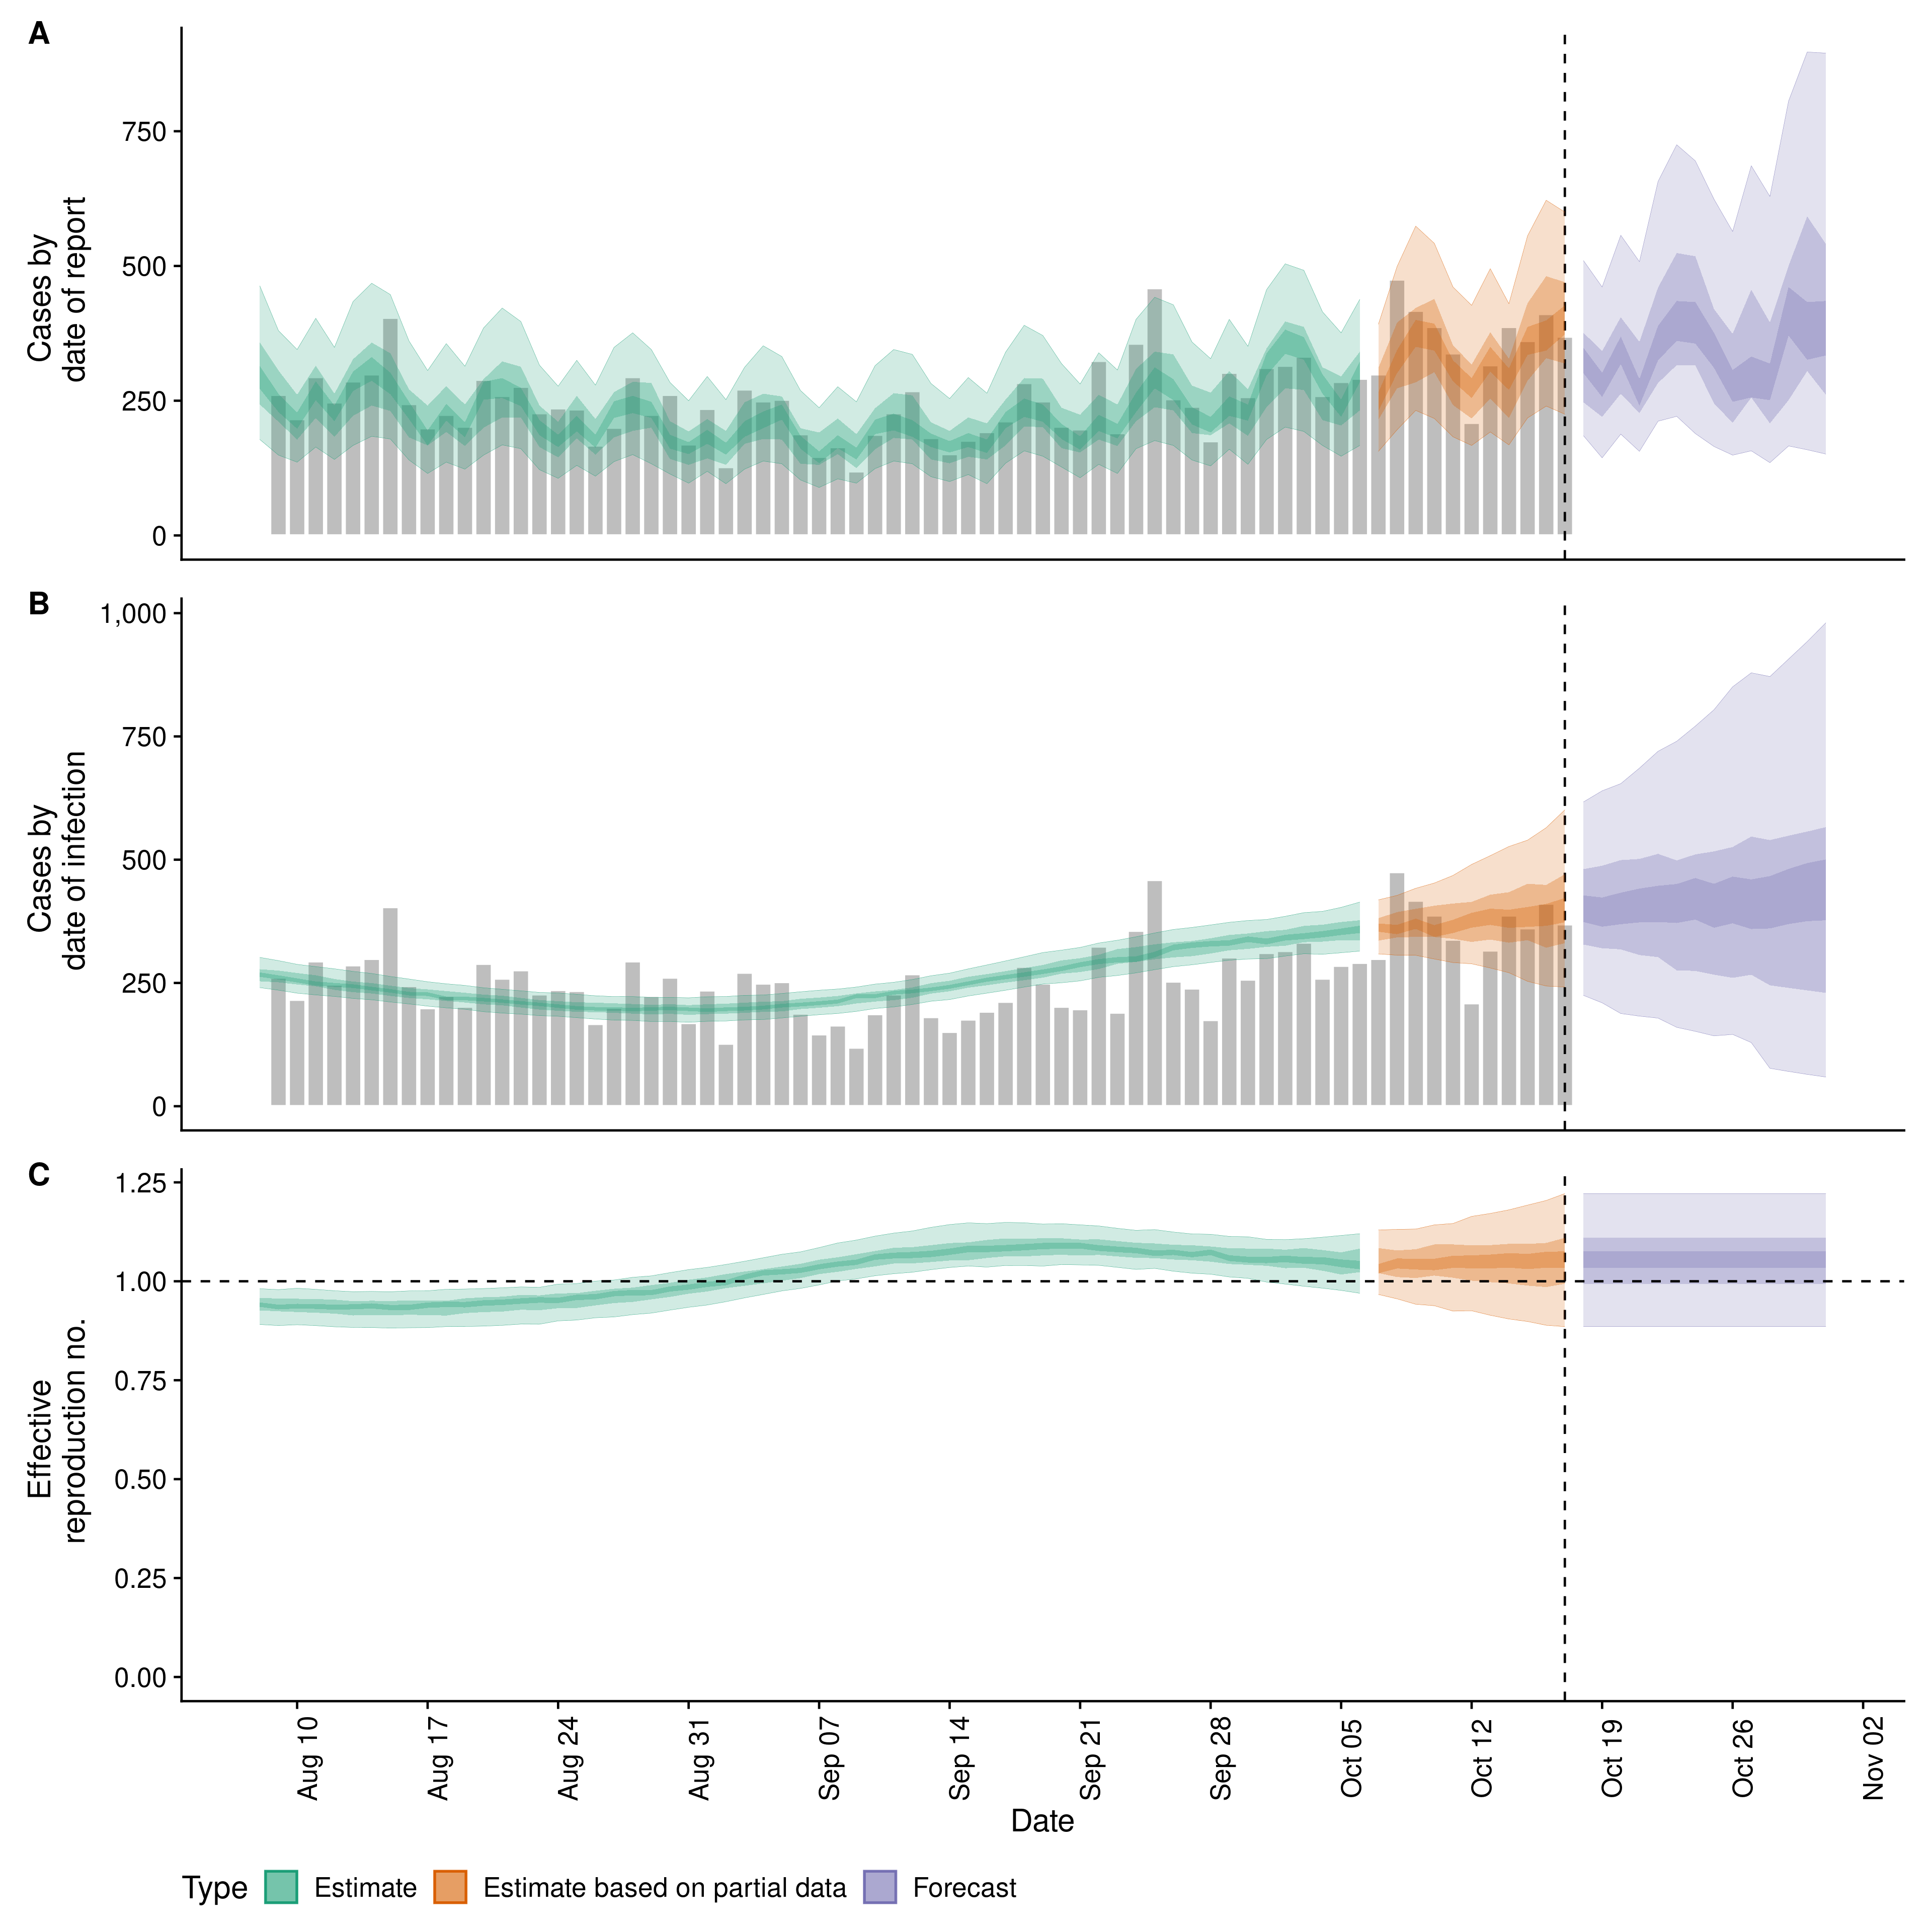 A
750
500
250
0
Cases by
date of report
B
1,000
750
500
250
0
Cases by
date of infection
C
1.25
1.00
0.75
0.50
0.25
0.00
Effective
reproduction no.
Aug 10
Aug 17
Aug 24
Aug 31
Sep 07
Sep 14
Sep 21
Sep 28
Oct 05
Oct 12
Oct 19
Oct 26
Nov 02
Date
Type Estimate Estimate based on partial data Forecast